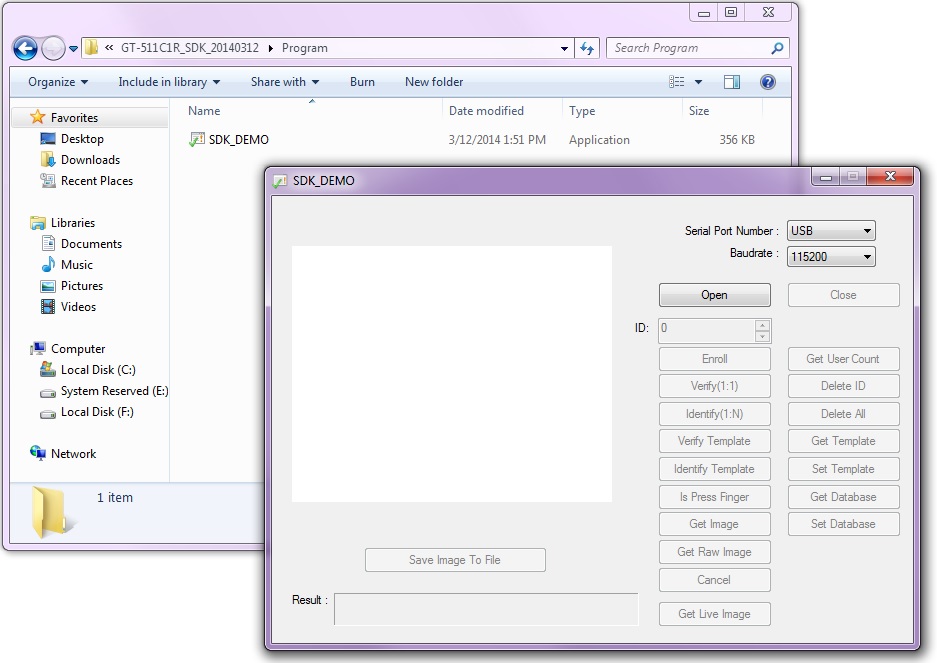 « GT-511C1R_SDK_20140312 Program
Search Program
Organize Include in library Share with Burn New folder
Name Date modified Type Size
SDK_DEMO 3/12/2014 1:51 PM Application 356 KB
Favorites
Desktop
Downloads
Recent Places
Libraries
Documents
Music
Pictures
Videos
Computer
Local Disk (C:)
System Reserved (E:)
Local Disk (F:)
Network
1 item
SDK_DEMO
Serial Port Number : USB
Baudrate : 115200
Open Close
ID: 0
Enroll Get User Count
Verify(1:1) Delete ID
Identify(1:N) Delete All
Verify Template Get Template
Identify Template Set Template
Is Press Finger Get Database
Get Image Set Database
Get Raw Image
Save Image To File
Cancel
Result :
Get Live Image